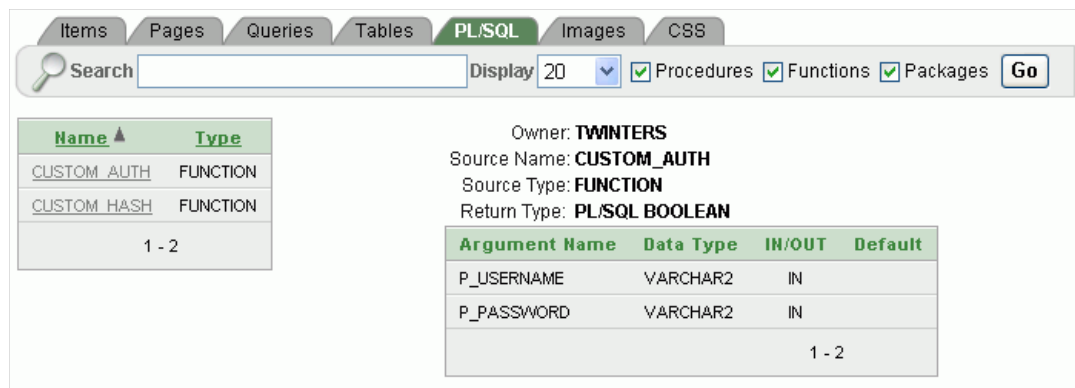 Items Pages Queries Tables PL/SQL Images CSS
Search Display 20 Procedures Functions Packages Go
Name Type
CUSTOM_AUTH FUNCTION
CUSTOM_HASH FUNCTION
1 - 2
Owner: TWINTERS
Source Name: CUSTOM_AUTH
Source Type: FUNCTION
Return Type: PL/SQL BOOLEAN
Argument Name Data Type IN/OUT Default
P_USERNAME VARCHAR2 IN
P_PASSWORD VARCHAR2 IN
1 - 2